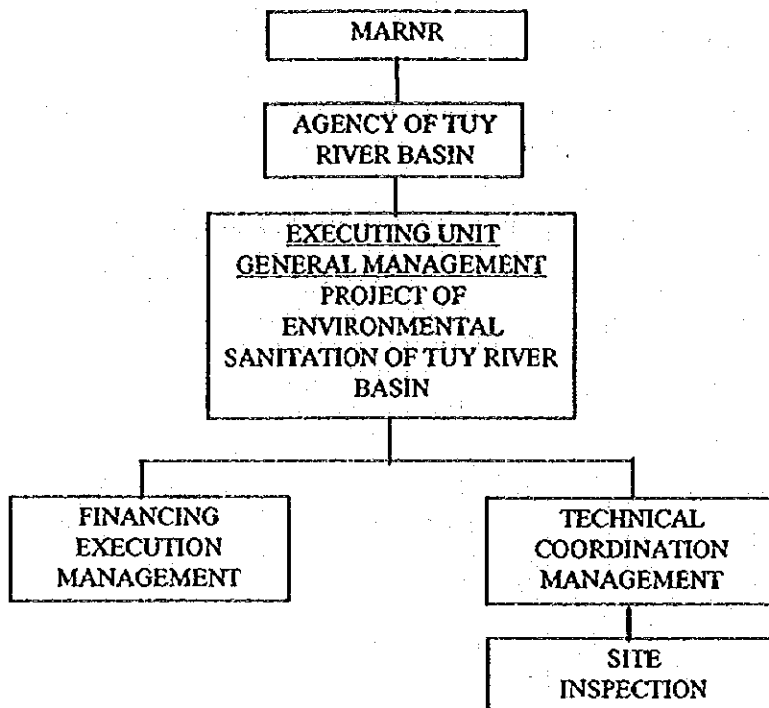 MARNR
AGENCY OF TUY
RIVER BASIN
EXECUTING UNIT
GENERAL MANAGEMENT
PROJECT OF
ENVIRONMENTAL
SANITATION OF TUY RIVER
BASIN
FINANCING
EXECUTION
MANAGEMENT
TECHNICAL
COORDINATION
MANAGEMENT
SITE
INSPECTION